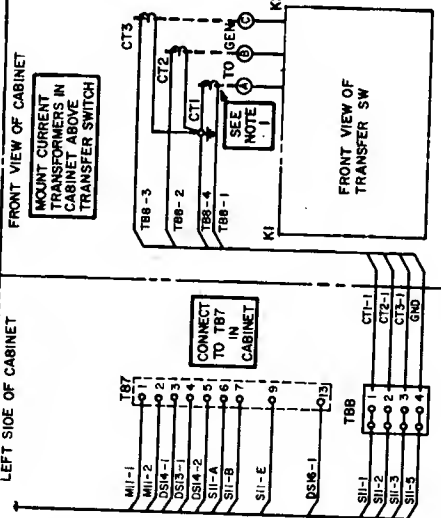 LEFT SIDE OF CABINET
FRONT VIEW OF CABINET
MOUNT CURRENT
TRANSFORMERS IN
CABINET ABOVE
TRANSFER SWITCH
CT3
CT2
CT1
TO GEN
A
B
C
SEE
NOTE
1
TB8-3
TB8-2
TB8-4
TB8-1
K1
FRONT VIEW OF
TRANSFER SW
CONNECT
TO TB7
IN
CABINET
TB7
M11-1
1
M11-2
2
DS14-1
3
DS13-1
4
DS14-2
5
S11-A
6
S11-B
7
S11-E
9
DS16-1
13
TB8
S11-1
1
CT1-1
S11-2
2
CT2-1
S11-3
3
CT3-1
S11-5
4
GND